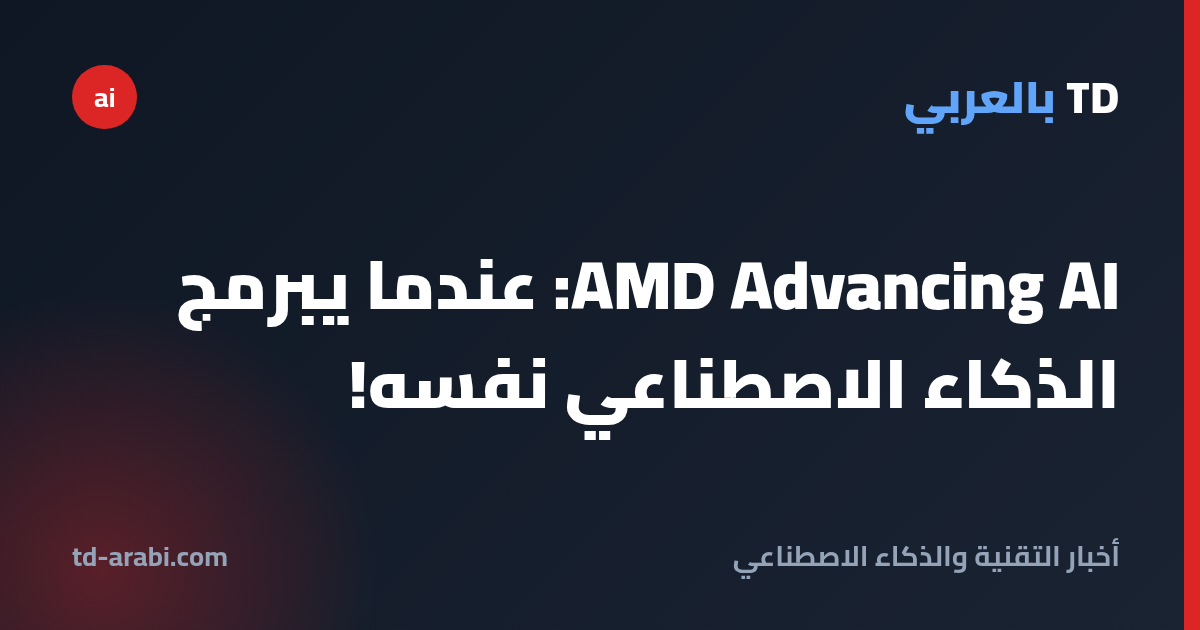 TD بالعربي
ai
AMD Advancing AI: عندما يبرمج
الذكاء الاصطناعي نفسه!
أخبار التقنية والذكاء الاصطناعي
td-arabi.com